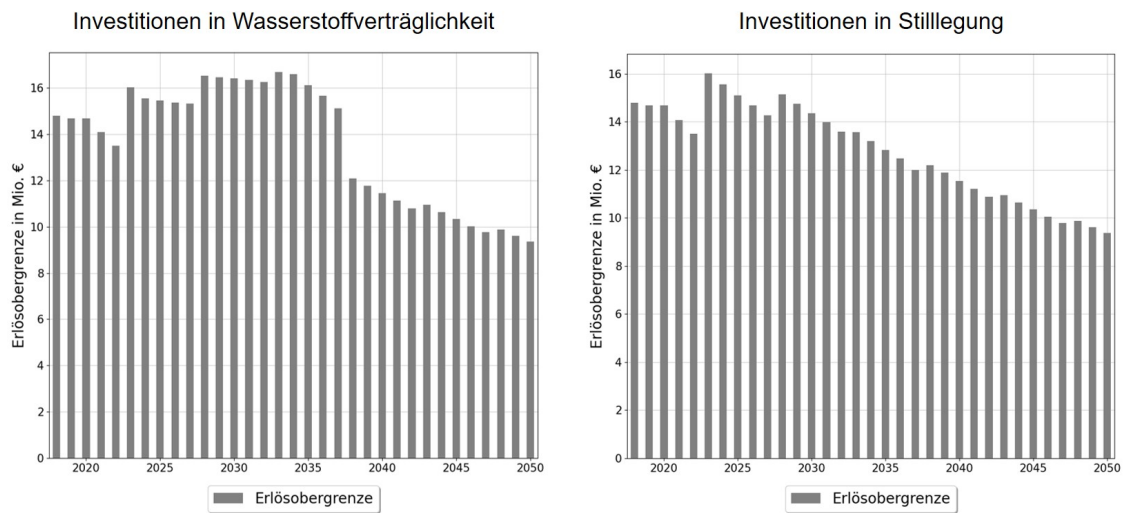 Investitionen in Wasserstoffverträglichkeit
Erlösobergrenze in Mio. €
16
14
12
10
8
6
4
2
0
2020 2025 2030 2035 2040 2045 2050
Erlösobergrenze
Investitionen in Stilllegung
Erlösobergrenze in Mio. €
16
14
12
10
8
6
4
2
0
2020 2025 2030 2035 2040 2045 2050
Erlösobergrenze